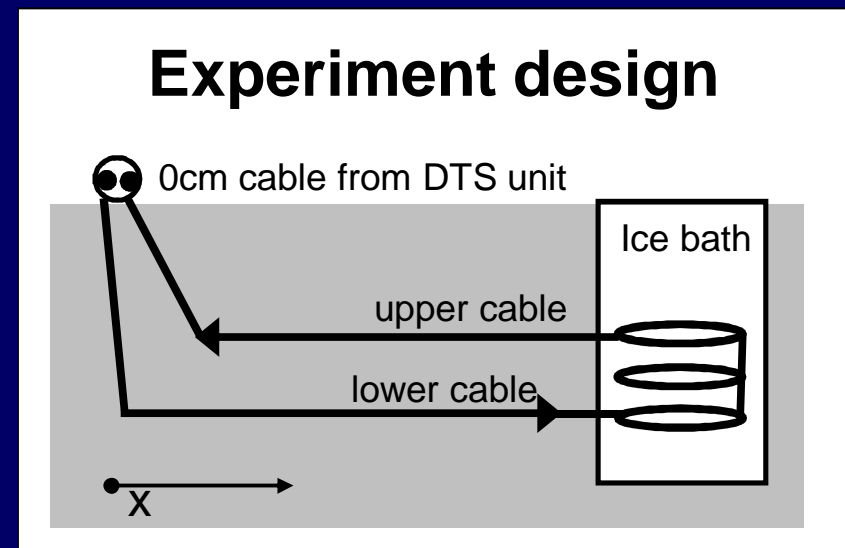 Experiment design
0cm cable from DTS unit
Ice bath
upper cable
lower cable
x